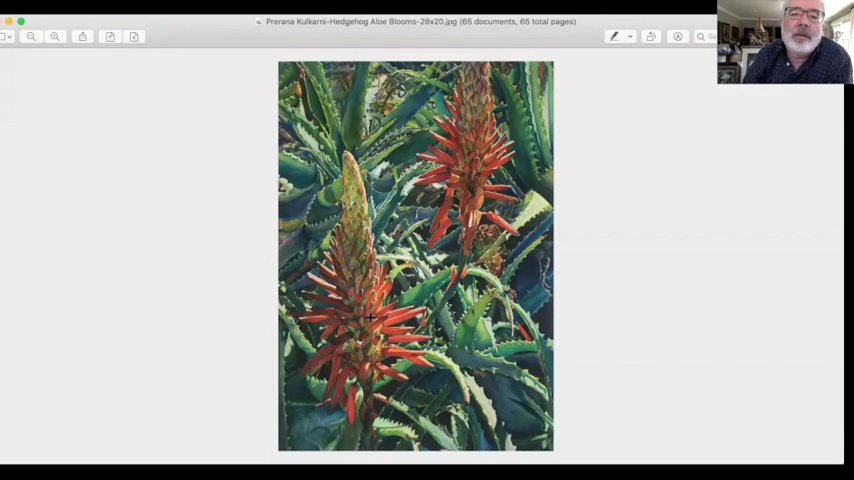 Prerana Kulkarni-Hedgehog Aloe Blooms-28x20.jpg (65 documents, 65 total pages)